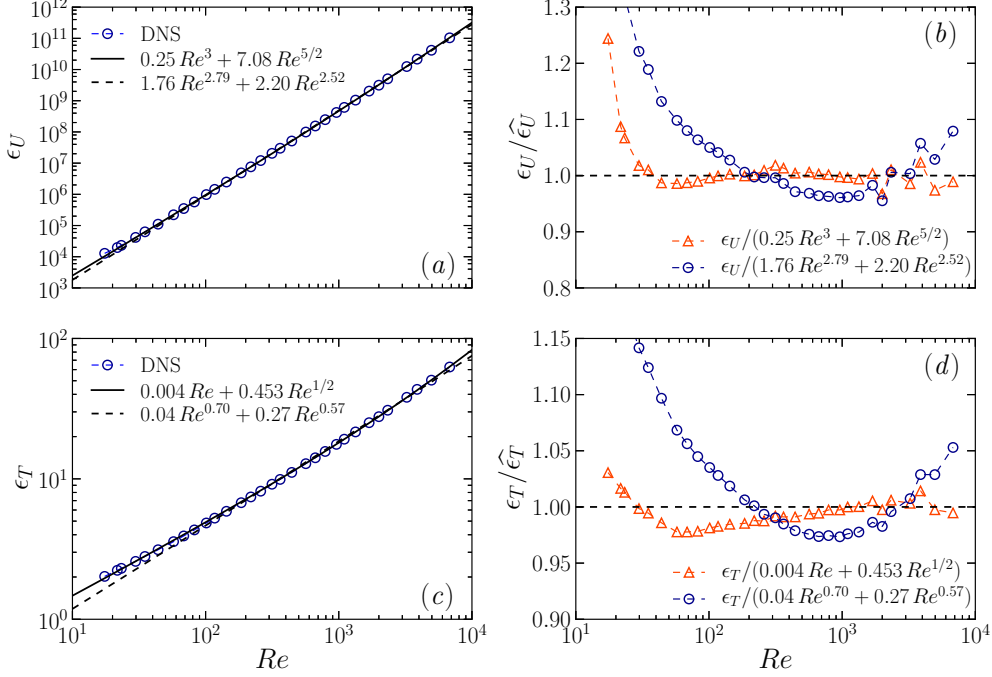 10^{12}
10^{11}
10^{10}
10^{9}
10^{8}
10^{7}
10^{6}
10^{5}
10^{4}
10^{3}
ϵ_U
DNS
0.25 Re^3 + 7.08 Re^{5/2}
1.76 Re^{2.79} + 2.20 Re^{2.52}
(a)
1.3
1.2
1.1
1.0
0.9
0.8
ϵ_U/\widehat{ϵ_U}
(b)
ϵ_U/(0.25 Re^3 + 7.08 Re^{5/2})
ϵ_U/(1.76 Re^{2.79} + 2.20 Re^{2.52})
10^2
10^1
10^0
ϵ_T
DNS
0.004 Re + 0.453 Re^{1/2}
0.04 Re^{0.70} + 0.27 Re^{0.57}
(c)
10^1 10^2 10^3 10^4
Re
1.15
1.10
1.05
1.00
0.95
0.90
ϵ_T/\widehat{ϵ_T}
(d)
ϵ_T/(0.004 Re + 0.453 Re^{1/2})
ϵ_T/(0.04 Re^{0.70} + 0.27 Re^{0.57})
10^1 10^2 10^3 10^4
Re